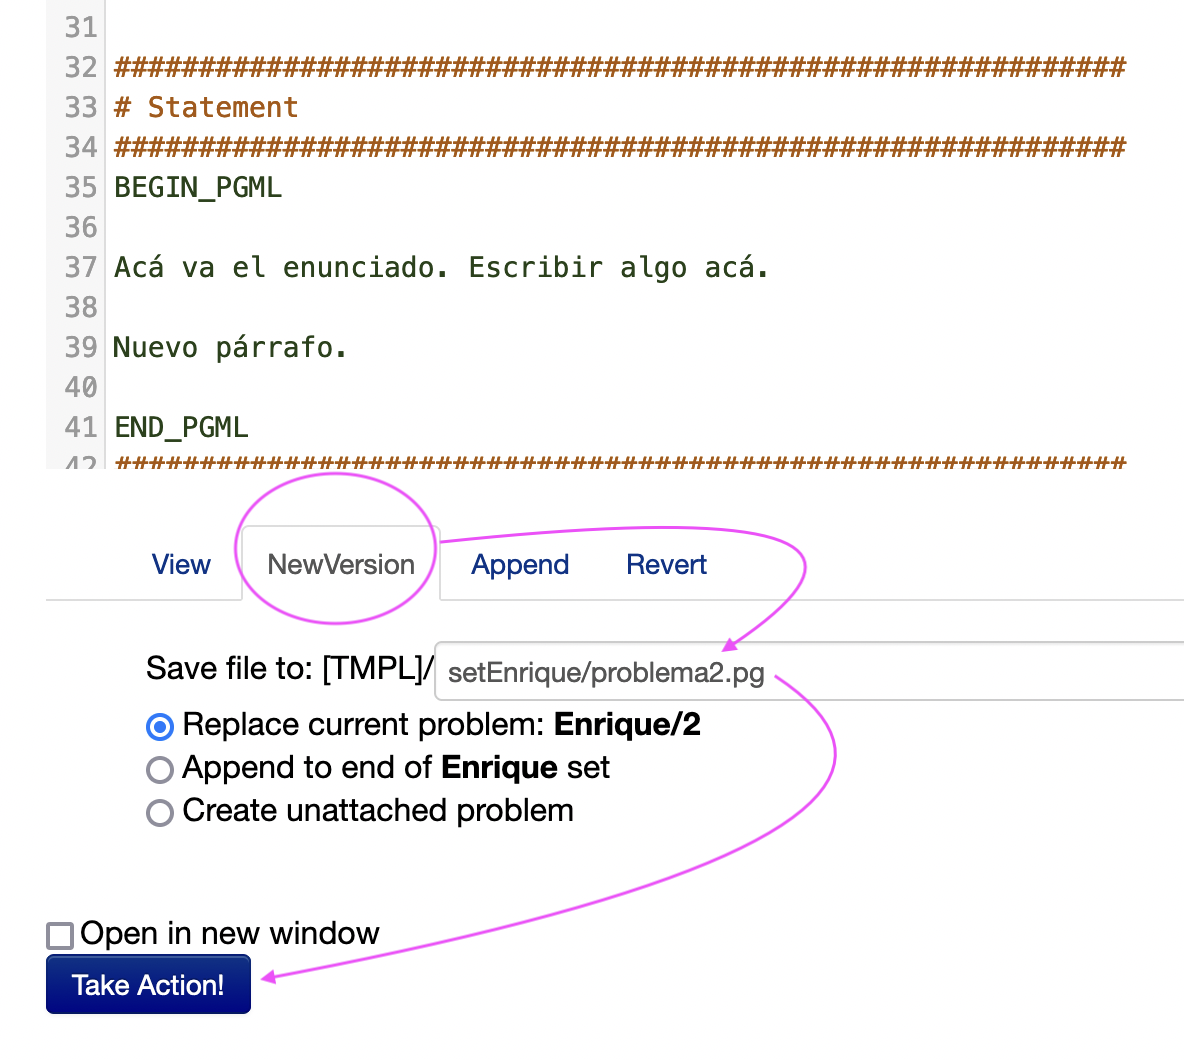 31
32 ############################################################
33 # Statement
34 ############################################################
35 BEGIN_PGML
36
37 Acá va el enunciado. Escribir algo acá.
38
39 Nuevo párrafo.
40
41 END_PGML
42 ############################################################
View NewVersion Append Revert
Save file to: [TMPL]/ setEnrique/problema2.pg
Replace current problem: Enrique/2
Append to end of Enrique set
Create unattached problem
Open in new window
Take Action!